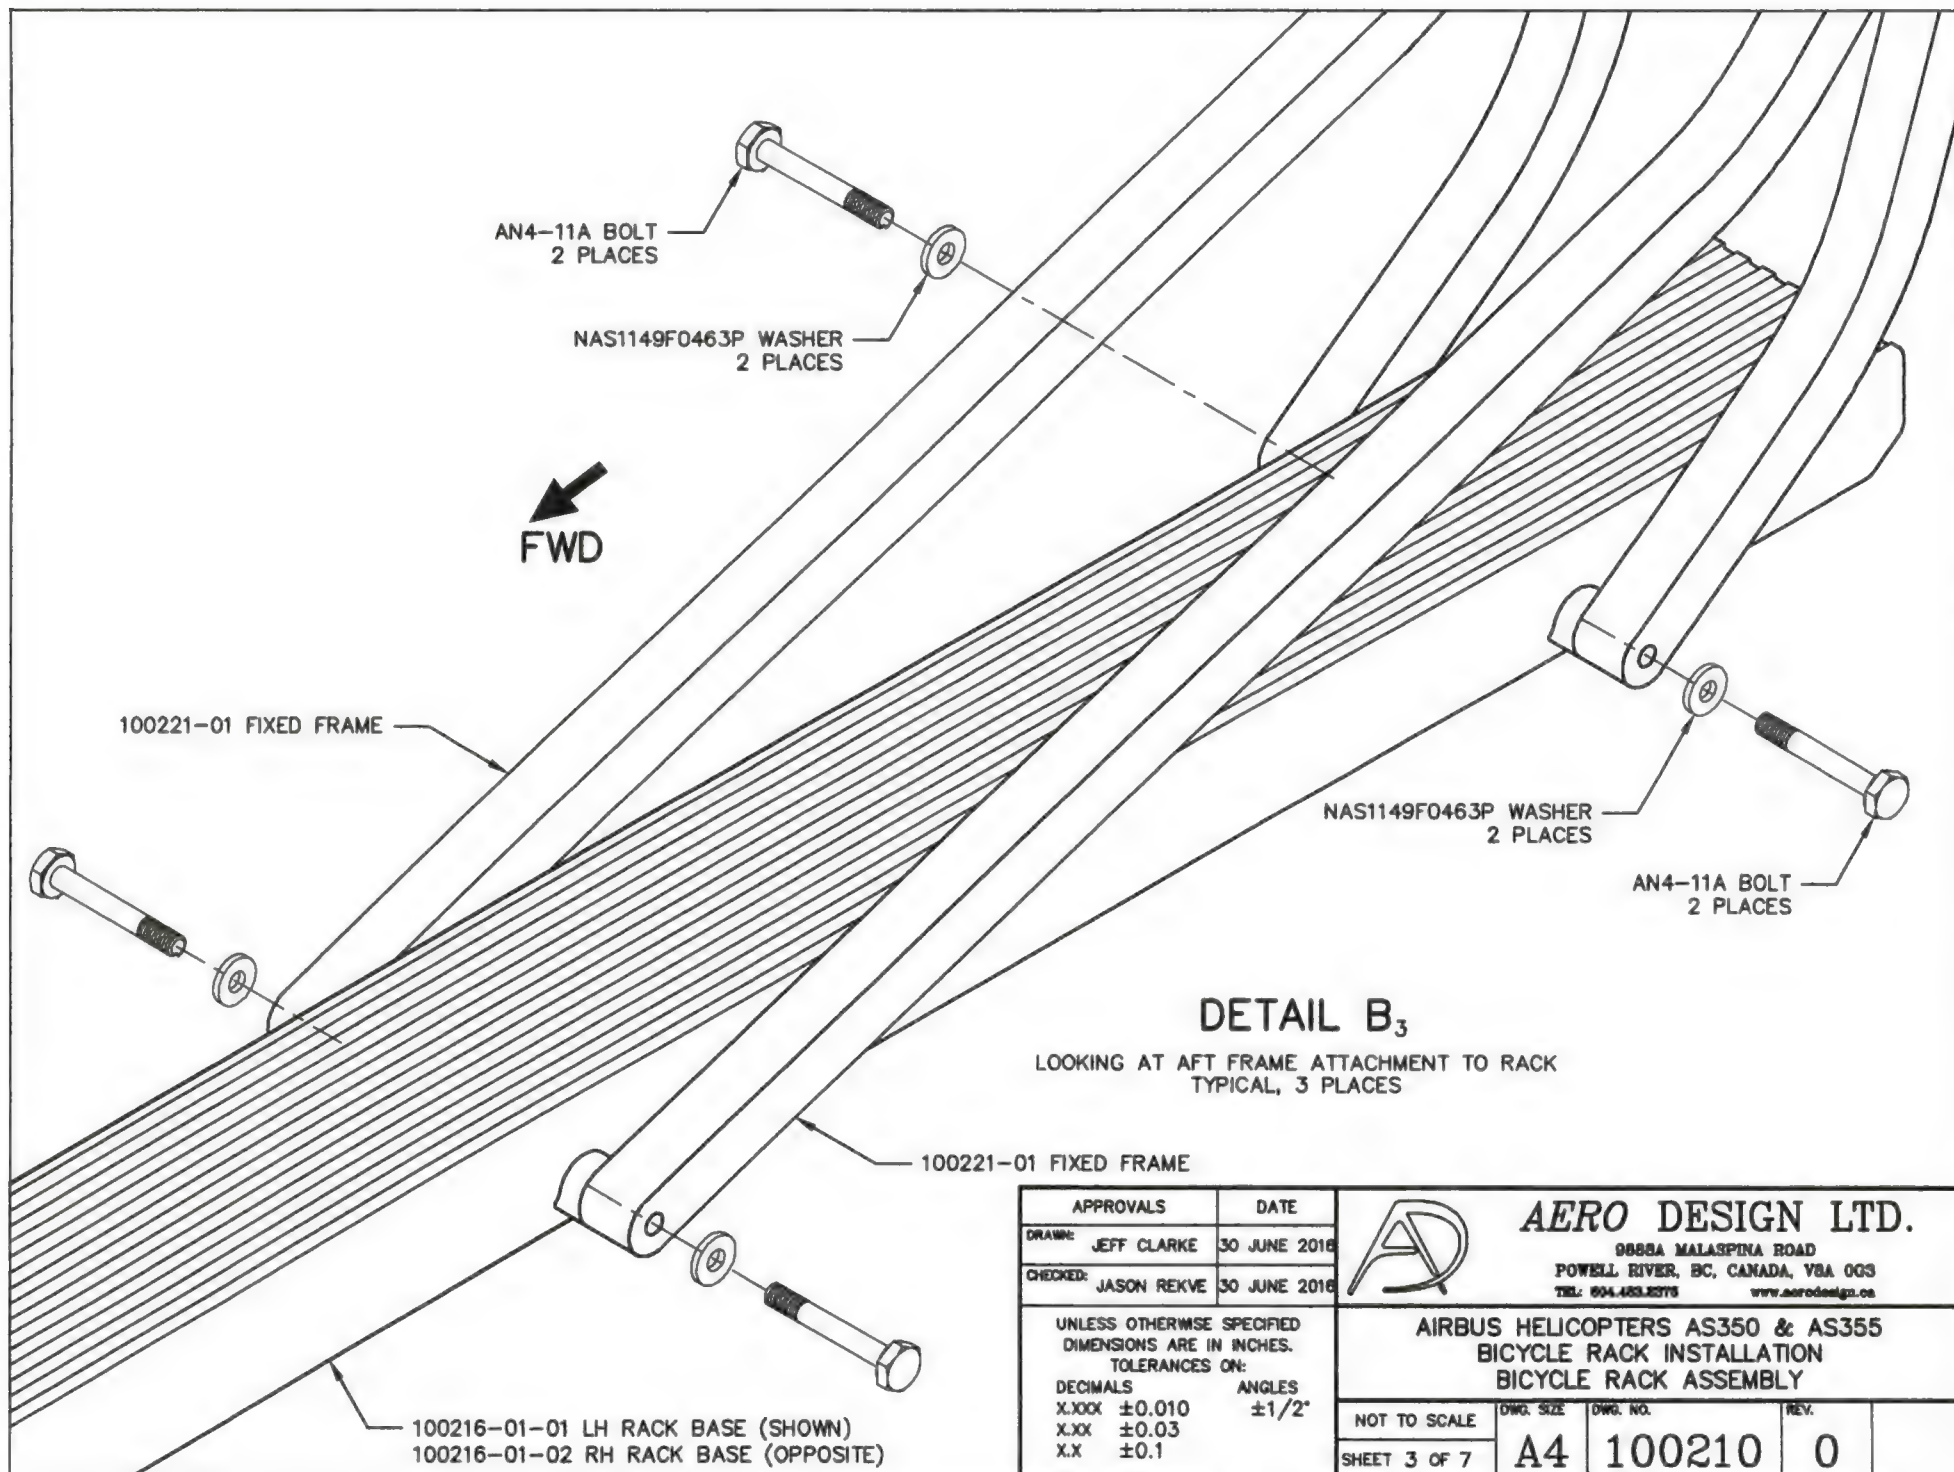 AN4-11A BOLT
2 PLACES
NAS1149F0463P WASHER
2 PLACES
FWD
100221-01 FIXED FRAME
NAS1149F0463P WASHER
2 PLACES
AN4-11A BOLT
2 PLACES
DETAIL B3
LOOKING AT AFT FRAME ATTACHMENT TO RACK
TYPICAL, 3 PLACES
100221-01 FIXED FRAME
100216-01-01 LH RACK BASE (SHOWN)
100216-01-02 RH RACK BASE (OPPOSITE)
APPROVALS DATE
DRAWN: JEFF CLARKE 30 JUNE 2016
CHECKED: JASON REKVE 30 JUNE 2016
UNLESS OTHERWISE SPECIFIED
DIMENSIONS ARE IN INCHES.
TOLERANCES ON:
DECIMALS ANGLES
X.XXX ±0.010 ±1/2°
X.XX ±0.03
X.X ±0.1
AERO DESIGN LTD.
9888A MALASPINA ROAD
POWELL RIVER, BC, CANADA, V8A 0G3
TEL: www.aerodesign.ca
AIRBUS HELICOPTERS AS350 & AS355
BICYCLE RACK INSTALLATION
BICYCLE RACK ASSEMBLY
NOT TO SCALE
SHEET 3 OF 7
DWG. SIZE
A4
DWG. NO.
100210
REV.
0